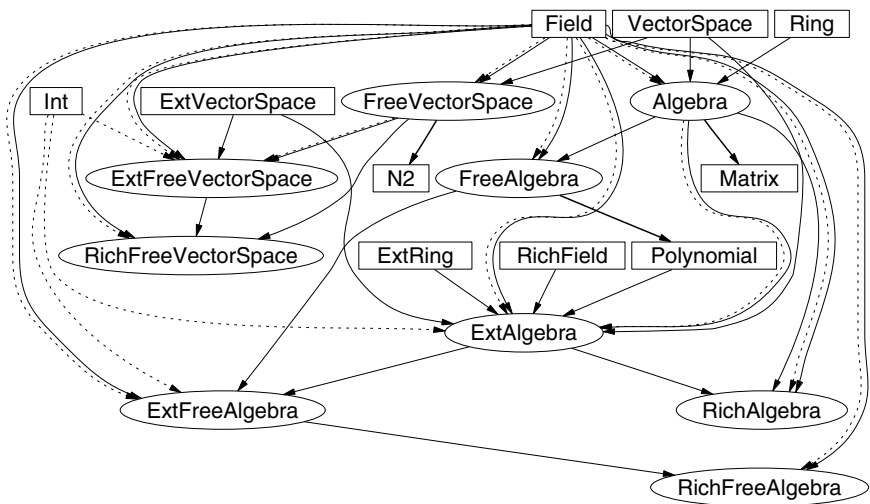 Field
VectorSpace
Ring
Int
ExtVectorSpace
FreeVectorSpace
Algebra
ExtFreeVectorSpace
N2
FreeAlgebra
Matrix
RichFreeVectorSpace
ExtRing
RichField
Polynomial
ExtAlgebra
ExtFreeAlgebra
RichAlgebra
RichFreeAlgebra